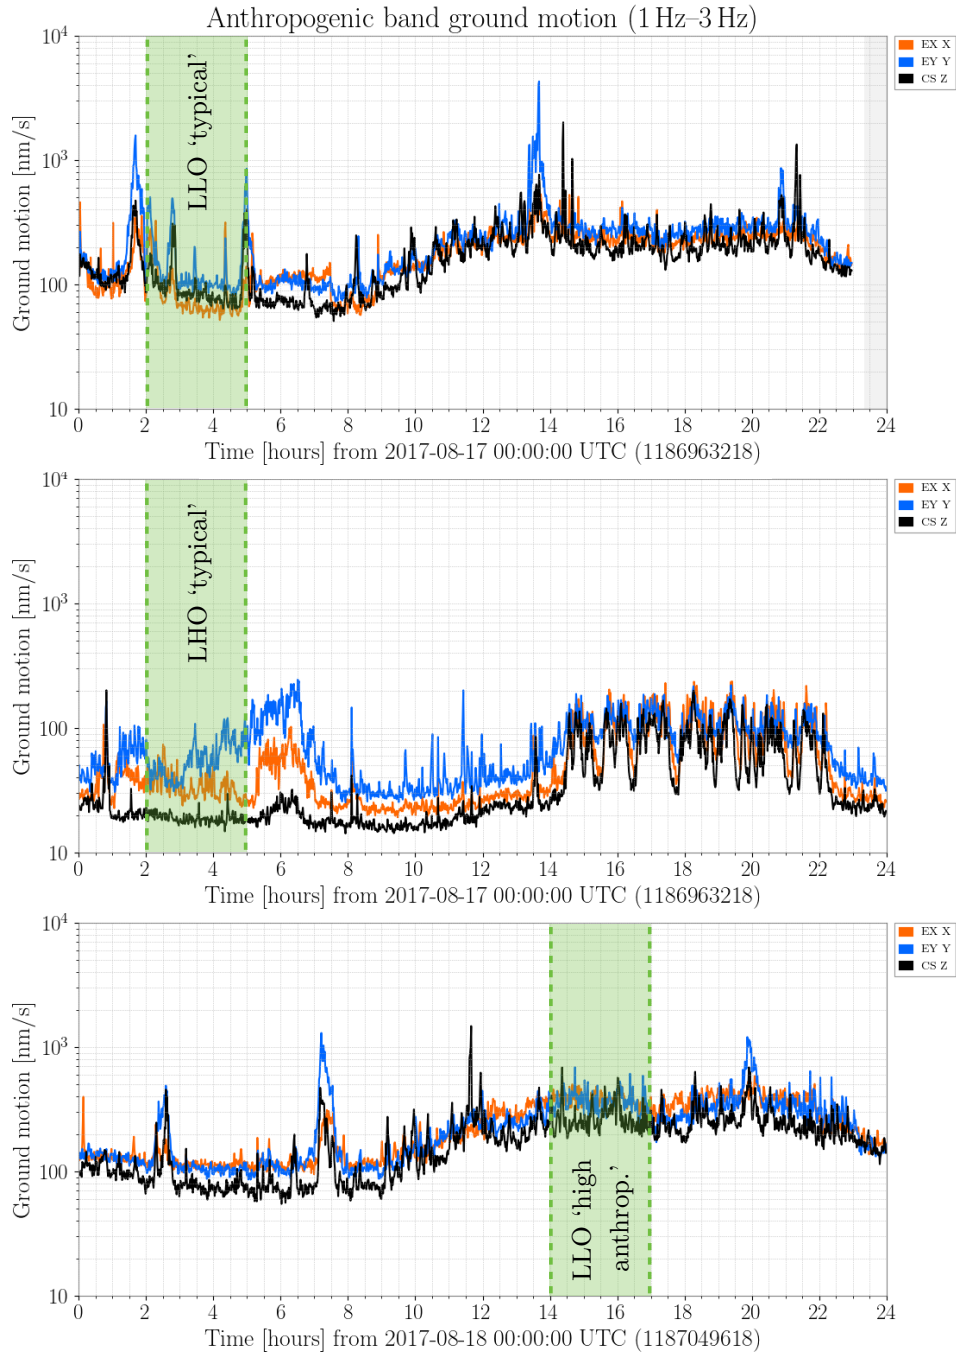 Anthropogenic band ground motion (1 Hz–3 Hz)
10^4
10^3
100
10
Ground motion [nm/s]
LLO ‘typical’
EX X
EY Y
CS Z
0 2 4 6 8 10 12 14 16 18 20 22 24
Time [hours] from 2017-08-17 00:00:00 UTC (1186963218)
10^4
10^3
100
10
Ground motion [nm/s]
LHO ‘typical’
EX X
EY Y
CS Z
0 2 4 6 8 10 12 14 16 18 20 22 24
Time [hours] from 2017-08-17 00:00:00 UTC (1186963218)
10^4
10^3
100
10
Ground motion [nm/s]
LLO ‘high
anthrop.’
EX X
EY Y
CS Z
0 2 4 6 8 10 12 14 16 18 20 22 24
Time [hours] from 2017-08-18 00:00:00 UTC (1187049618)